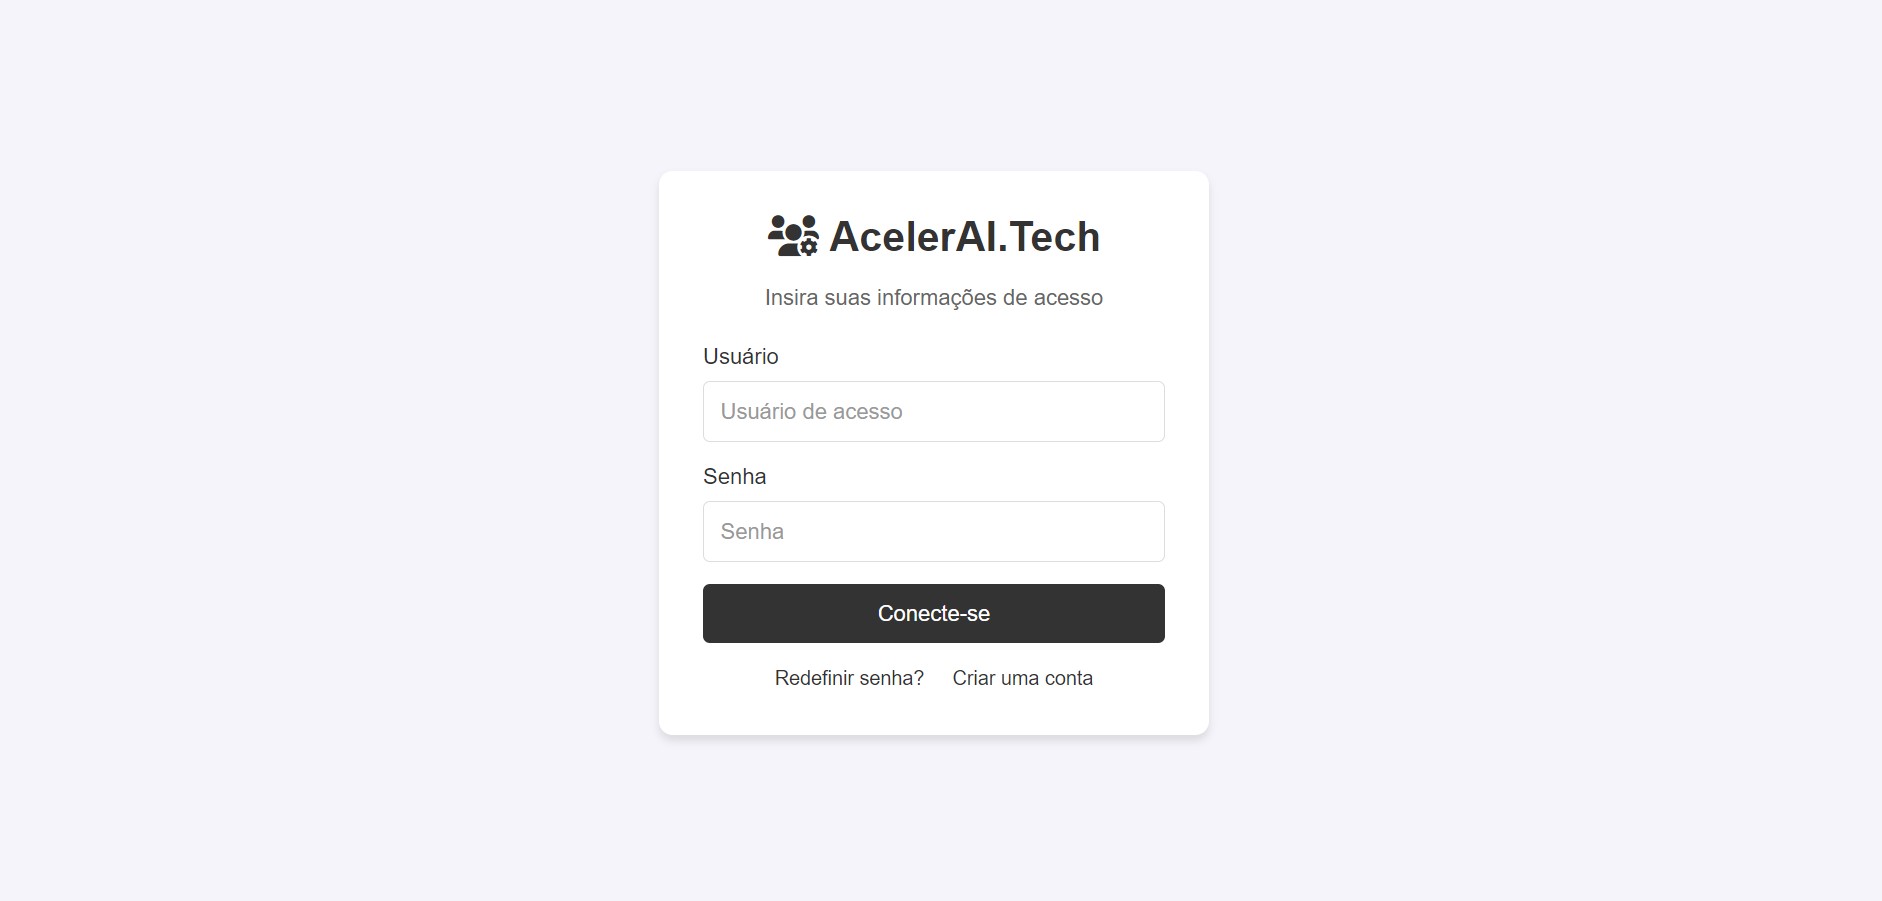 AcelerAI.Tech
Insira suas informações de acesso
Usuário
Usuário de acesso
Senha
Senha
Conecte-se
Redefinir senha? Criar uma conta